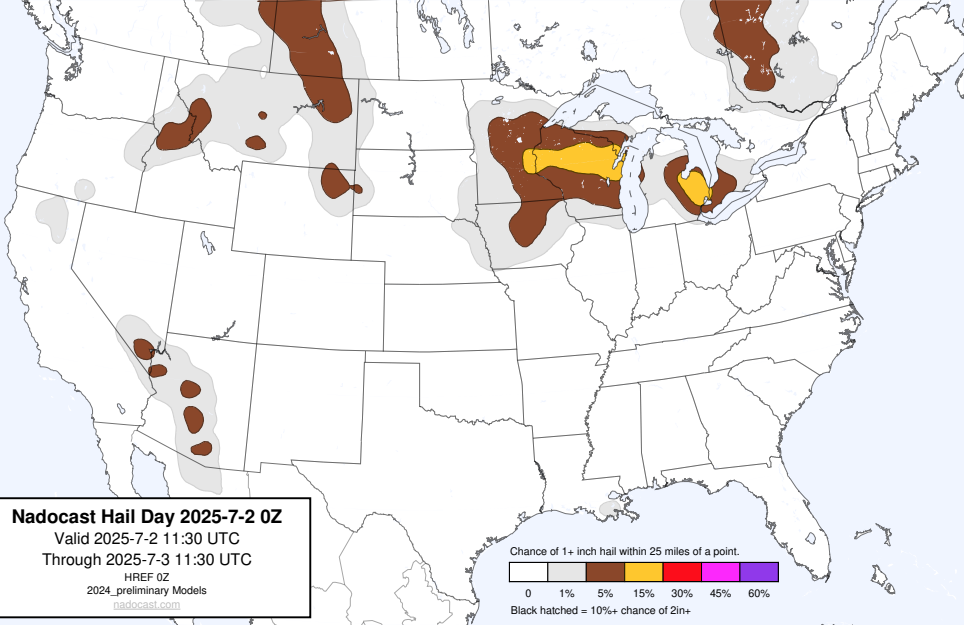 Nadocast Hail Day 2025-7-2 0Z
Valid 2025-7-2 11:30 UTC
Through 2025-7-3 11:30 UTC
HREF 0Z
2024_preliminary Models
nadocast.com
Chance of 1+ inch hail within 25 miles of a point.
0 1% 5% 15% 30% 45% 60%
Black hatched = 10%+ chance of 2in+